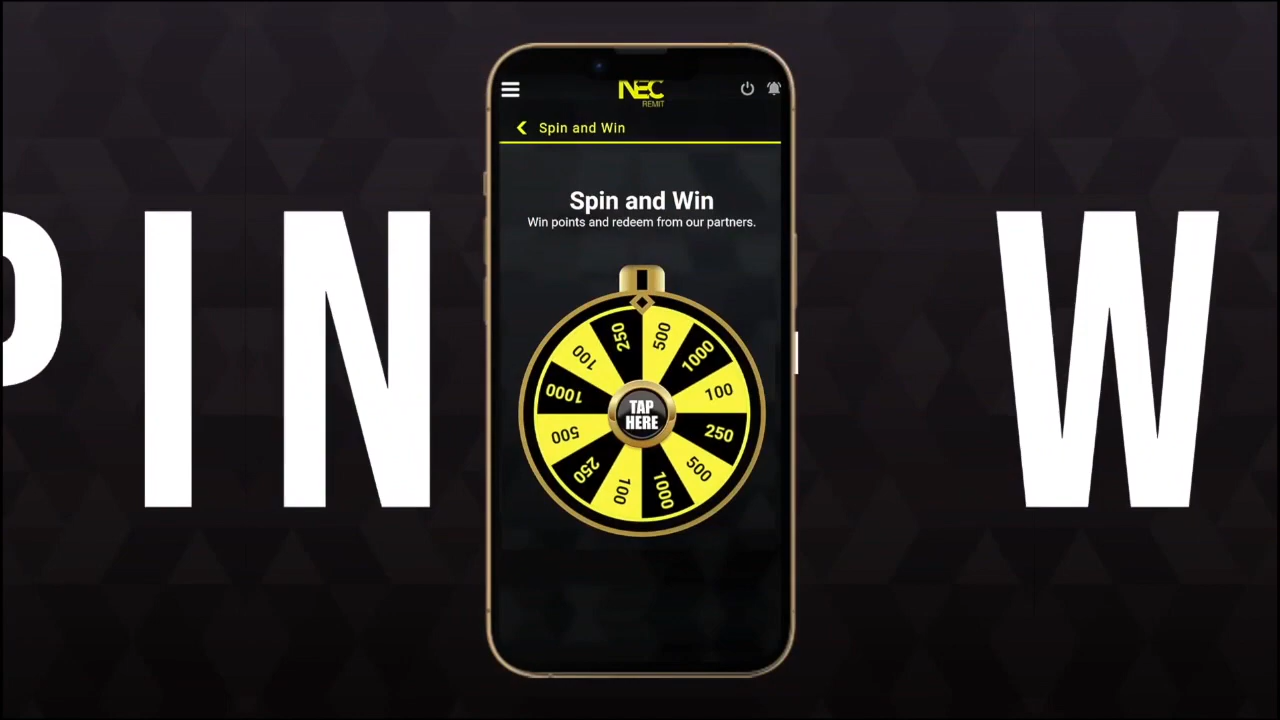 NEC
REMIT
Spin and Win
Spin and Win
Win points and redeem from our partners.
PIN W
250
500
100
1000
1000
100
500
250
250
500
100
1000
TAP
HERE